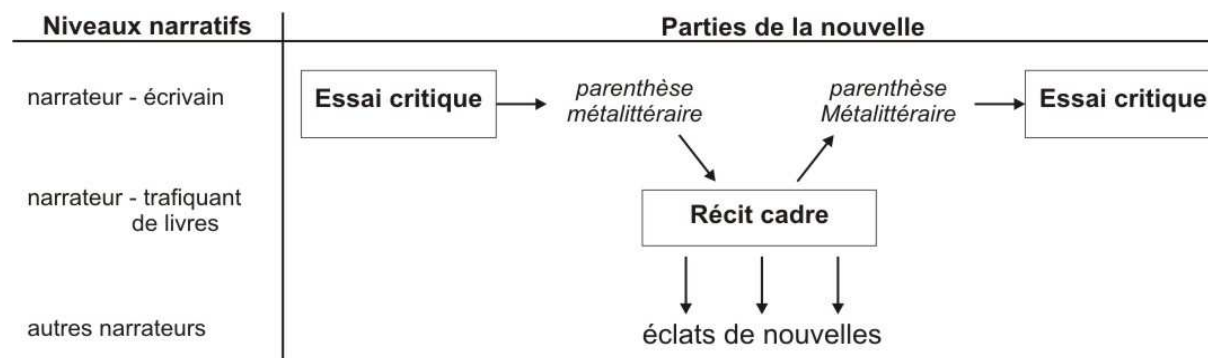 Niveaux narratifs
Parties de la nouvelle
narrateur - écrivain
Essai critique
parenthèse
métalittéraire
parenthèse
Métalittéraire
Essai critique
narrateur - trafiquant
de livres
Récit cadre
autres narrateurs
éclats de nouvelles